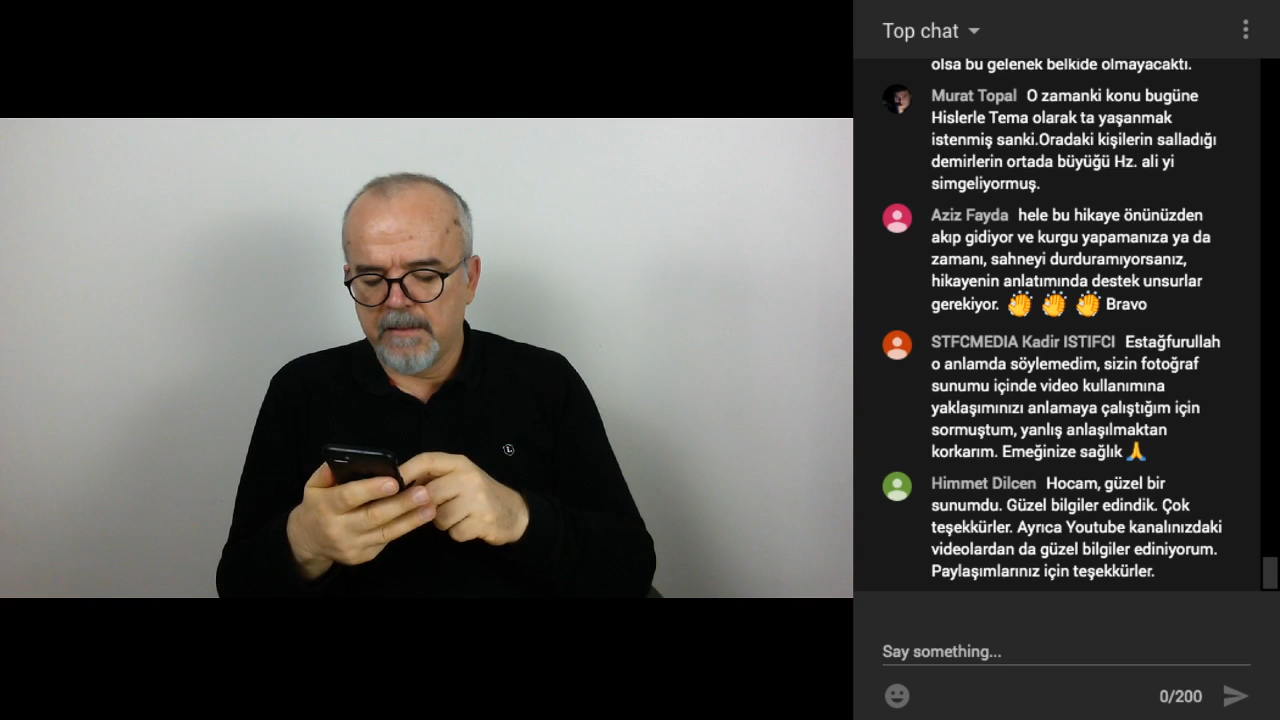 Top chat
olsa bu gelenek belkide olmayacaktı.
Murat Topal O zamanki konu bugüne
Hislerle Tema olarak ta yaşanmak
istenmiş sanki.Oradaki kişilerin salladığı
demirlerin ortada büyüğü Hz. ali yi
simgeliyormuş.
Aziz Fayda hele bu hikaye önünüzden
akıp gidiyor ve kurgu yapamanıza ya da
zamanı, sahneyi durduramıyorsanız,
hikayenin anlatımında destek unsurlar
gerekiyor. 👏 👏 👏 Bravo
STFCMEDIA Kadir ISTIFCI Estağfurullah
o anlamda söylemedim, sizin fotoğraf
sunumu içinde video kullanımına
yaklaşımınızı anlamaya çalıştığım için
sormuştum, yanlış anlaşılmaktan
korkarım. Emeğinize sağlık 🙏
Himmet Dilcen Hocam, güzel bir
sunumdu. Güzel bilgiler edindik. Çok
teşekkürler. Ayrıca Youtube kanalınızdaki
videolardan da güzel bilgiler ediniyorum.
Paylaşımlarınız için teşekkürler.
Say something...
0/200